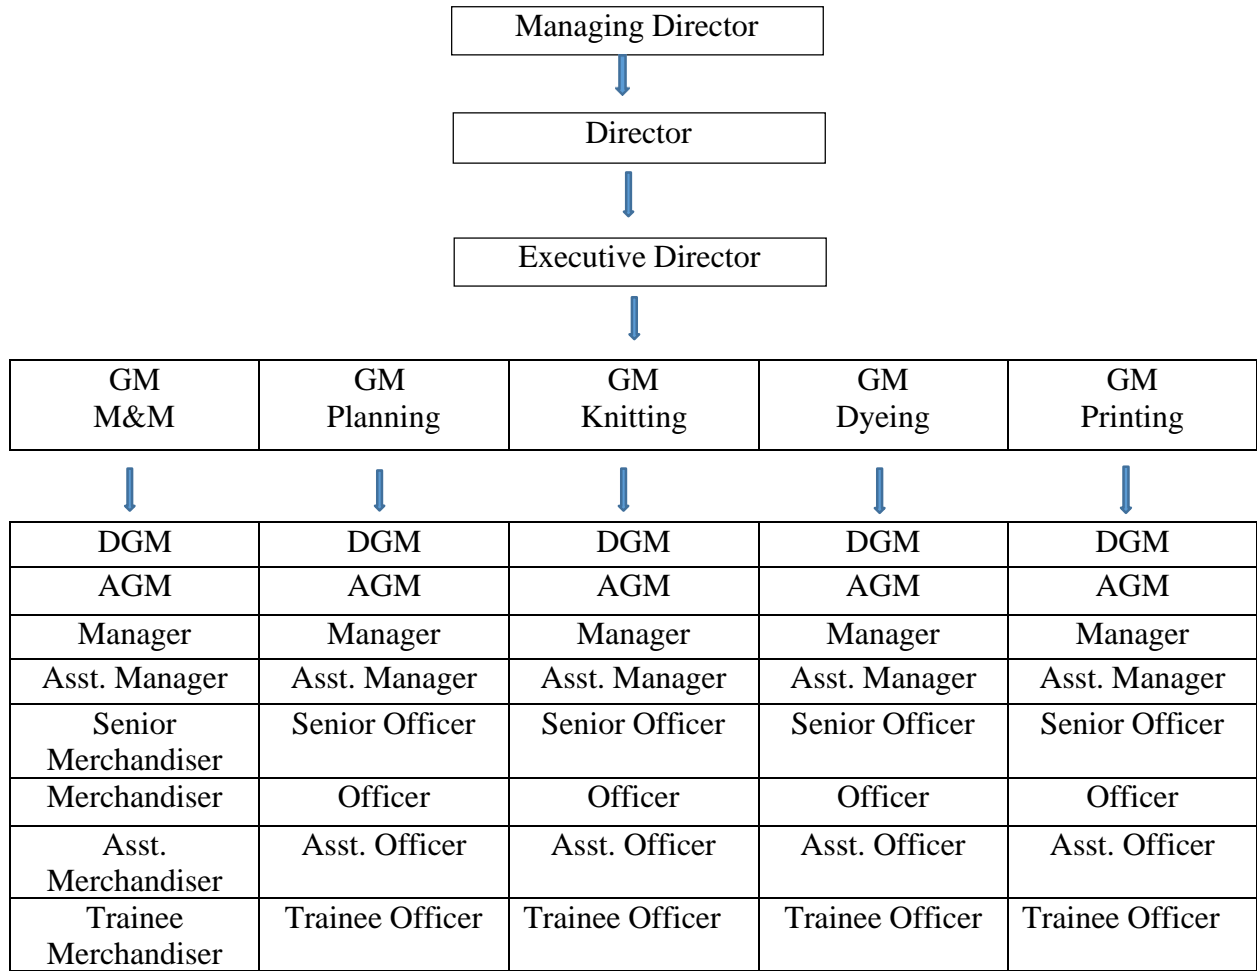 Managing Director
Director
Executive Director
GM GM GM GM GM
M&M Planning Knitting Dyeing Printing
DGM DGM DGM DGM DGM
AGM AGM AGM AGM AGM
Manager Manager Manager Manager Manager
Asst. Manager Asst. Manager Asst. Manager Asst. Manager Asst. Manager
Senior Senior Officer Senior Officer Senior Officer Senior Officer
Merchandiser
Merchandiser Officer Officer Officer Officer
Asst. Asst. Officer Asst. Officer Asst. Officer Asst. Officer
Merchandiser
Trainee Trainee Officer Trainee Officer Trainee Officer Trainee Officer
Merchandiser